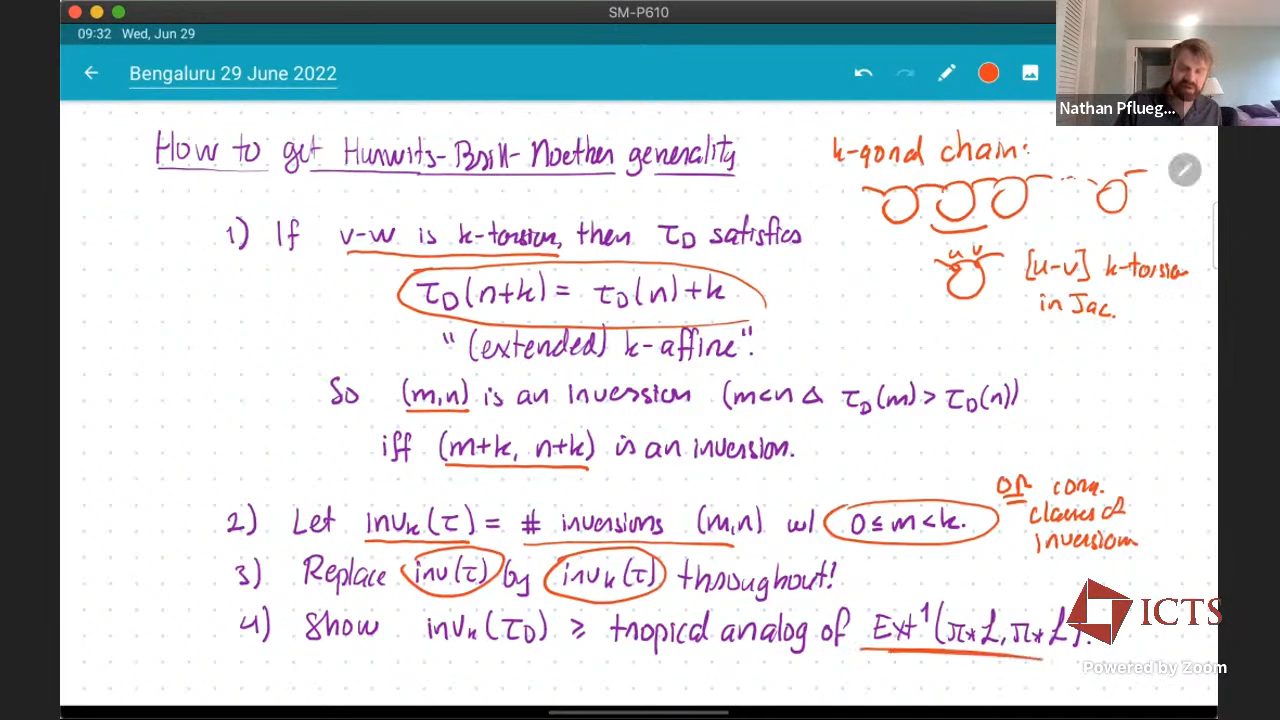 SM-P610
09:32 Wed, Jun 29
Bengaluru 29 June 2022
Nathan Pflueg...
How to get Hurwitz-Brill-Noether generality
k-gonal chain:
1) If v-w is k-torsion, then τ_D satisfies
τ_D(n+k) = τ_D(n)+k
"(extended) k-affine".
u v
[u-v] k-torsion
in Jac.
So (m,n) is an inversion (m<n & τ_D(m) > τ_D(n))
iff (m+k, n+k) is an inversion.
2) Let inv_k(τ) = # inversions (m,n) w/ 0 ≤ m < k.
or cong.
classes of
inversions
3) Replace inv(τ) by inv_k(τ) throughout!
4) Show inv_k(τ_D) ≥ tropical analog of Ext¹(π_*L, π_*L).
ICTS
Powered by Zoom